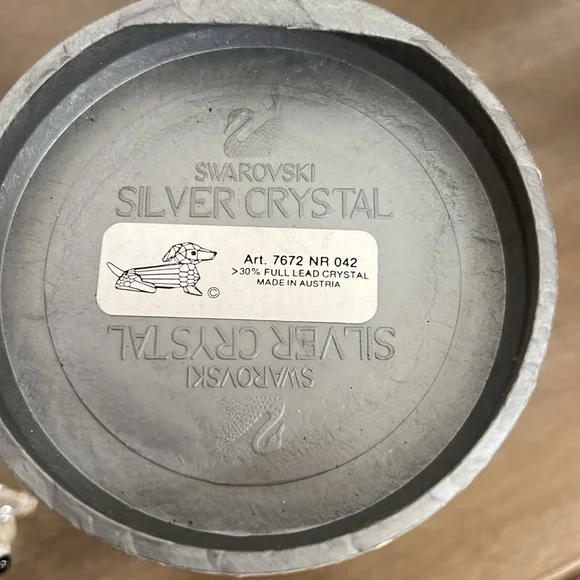 SWAROVSKI
SILVER CRYSTAL
Art. 7672 NR 042
>30% FULL LEAD CRYSTAL
MADE IN AUSTRIA
©
SILVER CRYSTAL
SWAROVSKI